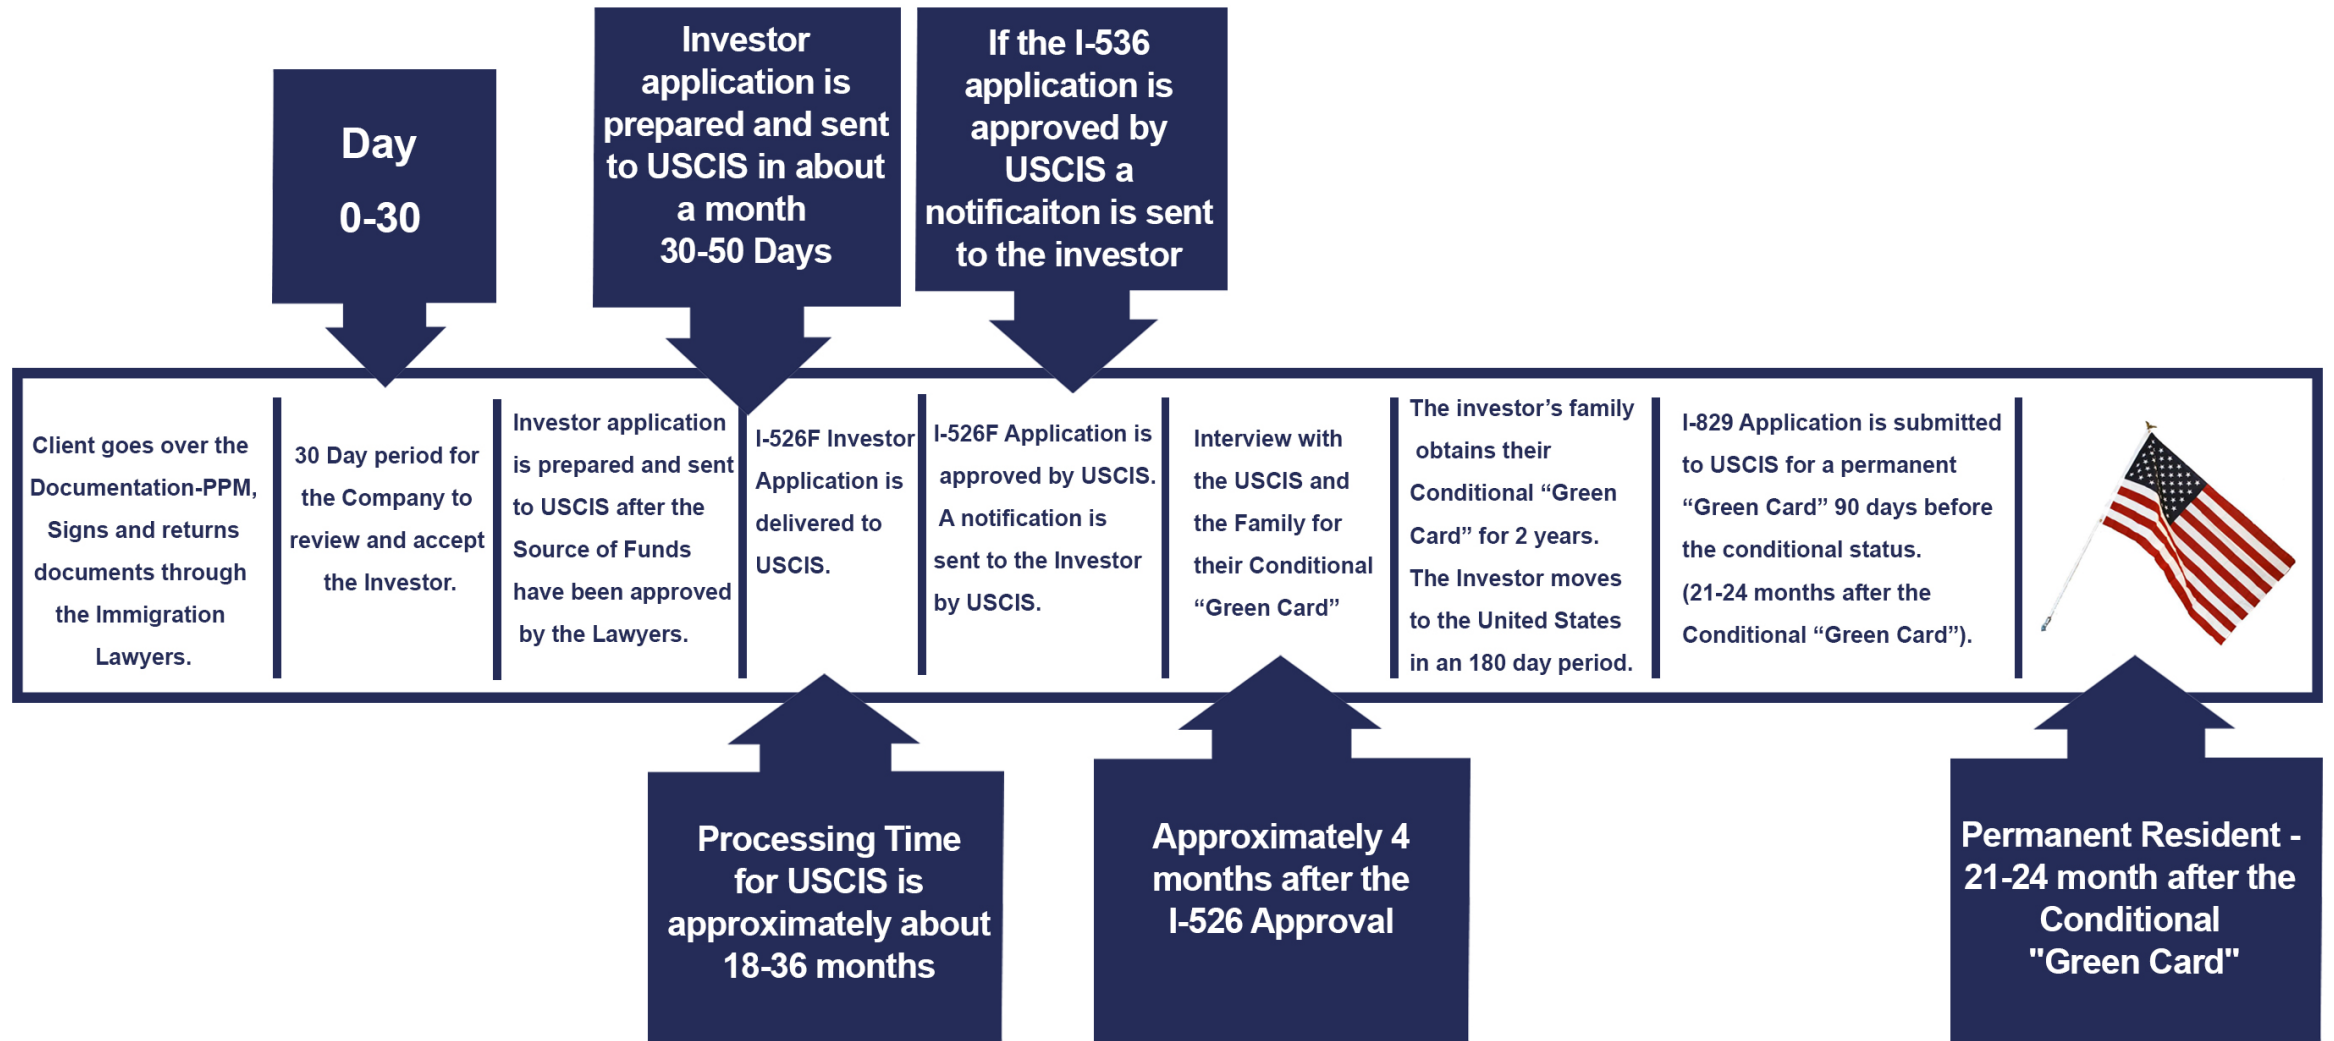 Day
0-30
Investor
application is
prepared and sent
to USCIS in about
a month
30-50 Days
If the I-536
application is
approved by
USCIS a
notificaiton is sent
to the investor
Client goes over the
Documentation-PPM,
Signs and returns
documents through
the Immigration
Lawyers.
30 Day period for
the Company to
review and accept
the Investor.
Investor application
is prepared and sent
to USCIS after the
Source of Funds
have been approved
by the Lawyers.
I-526F Investor
Application is
delivered to
USCIS.
I-526F Application is
approved by USCIS.
A notification is
sent to the Investor
by USCIS.
Interview with
the USCIS and
the Family for
their Conditional
“Green Card”
The investor’s family
obtains their
Conditional “Green
Card” for 2 years.
The Investor moves
to the United States
in an 180 day period.
I-829 Application is submitted
to USCIS for a permanent
“Green Card” 90 days before
the conditional status.
(21-24 months after the
Conditional “Green Card”).
Processing Time
for USCIS is
approximately about
18-36 months
Approximately 4
months after the
I-526 Approval
Permanent Resident -
21-24 month after the
Conditional
"Green Card"